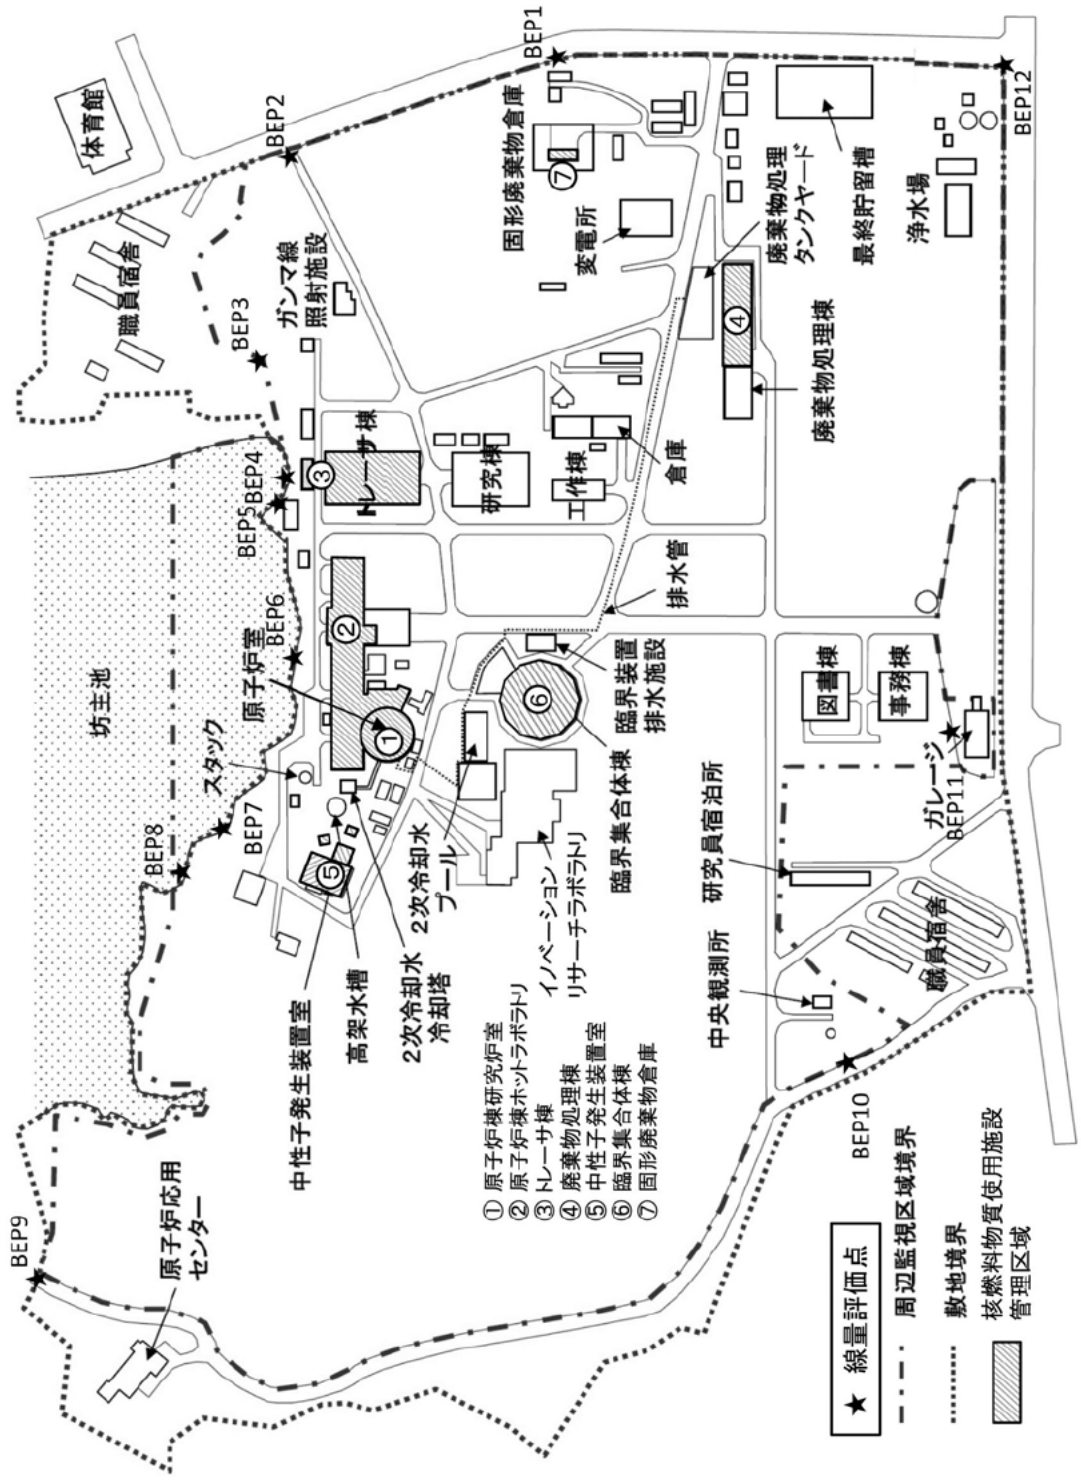 BEP1
BEP2
BEP3
BEP4
BEP5
BEP6
BEP7
BEP8
BEP9
BEP10
BEP11
BEP12
体育館
職員宿舎
ガンマ線
照射施設
固形廃棄物倉庫
⑦
変電所
廃棄物処理
タンクヤード
最終貯留槽
浄水場
④
廃棄物処理棟
トレーサ棟
③
研究棟
工作棟
倉庫
排水管
坊主池
原子炉室
スタック
②
①
⑥
⑤
臨界装置
排水施設
臨界集合体棟
図書棟
事務棟
ガレージ
研究員宿泊所
中央観測所
職員宿舎
イノベーション
リサーチラボラトリ
2次冷却水
プール
2次冷却水
冷却塔
高架水槽
中性子発生装置室
原子炉応用
センター
① 原子炉棟研究炉室
② 原子炉棟ホットラボラトリ
③ トレーサ棟
④ 廃棄物処理棟
⑤ 中性子発生装置室
⑥ 臨界集合体棟
⑦ 固形廃棄物倉庫
★ 線量評価点
周辺監視区域境界
敷地境界
核燃料物質使用施設
管理区域